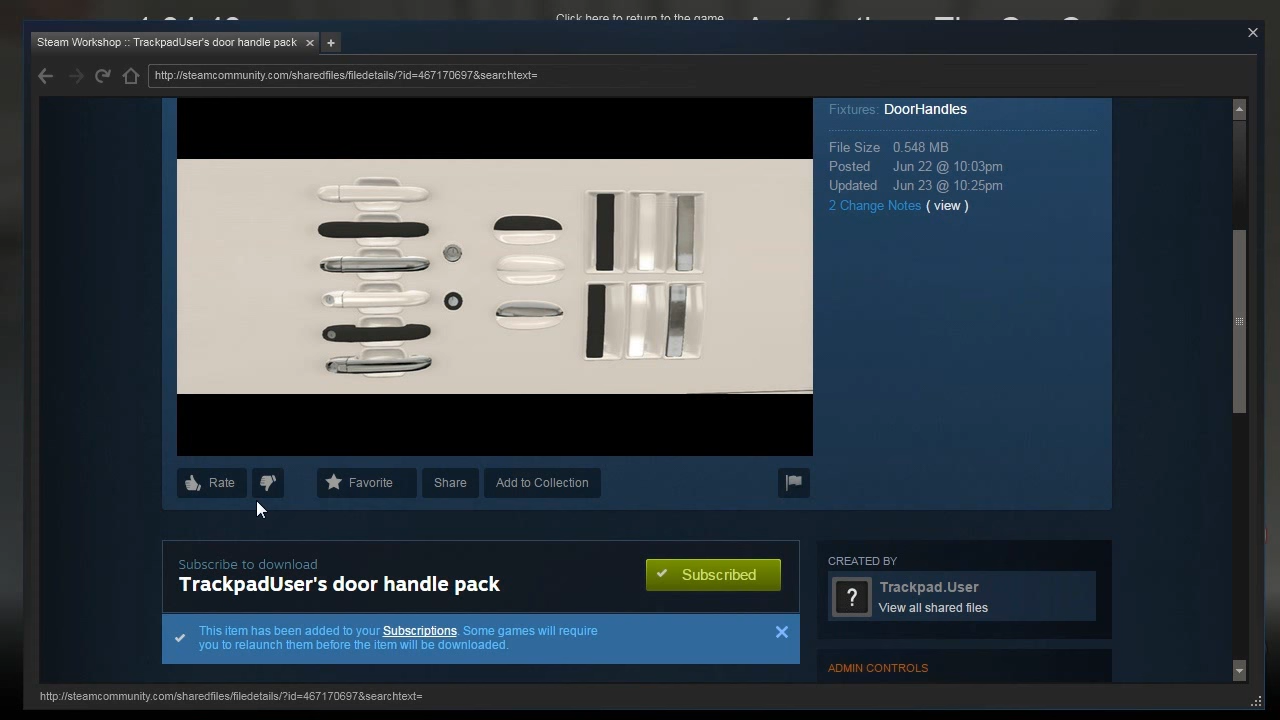 Click here to return to the game
Steam Workshop :: TrackpadUser's door handle pack
http://steamcommunity.com/sharedfiles/filedetails/?id=467170697&searchtext=
Fixtures: DoorHandles
File Size 0.548 MB
Posted Jun 22 @ 10:03pm
Updated Jun 23 @ 10:25pm
2 Change Notes ( view )
Rate
Favorite
Share
Add to Collection
Subscribe to download
TrackpadUser's door handle pack
Subscribed
This item has been added to your Subscriptions. Some games will require
you to relaunch them before the item will be downloaded.
CREATED BY
?
Trackpad.User
View all shared files
ADMIN CONTROLS
http://steamcommunity.com/sharedfiles/filedetails/?id=467170697&searchtext=